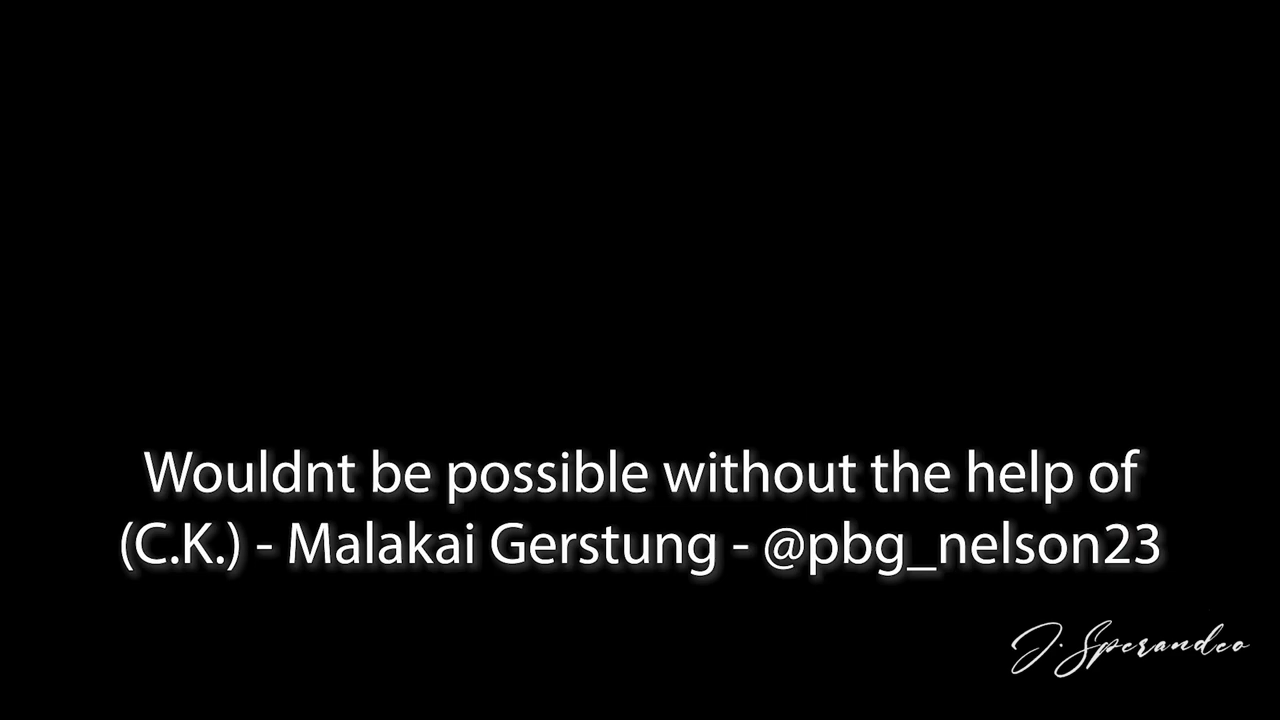 Wouldnt be possible without the help of
(C.K.) - Malakai Gerstung - @pbg_nelson23
J. Sperandeo